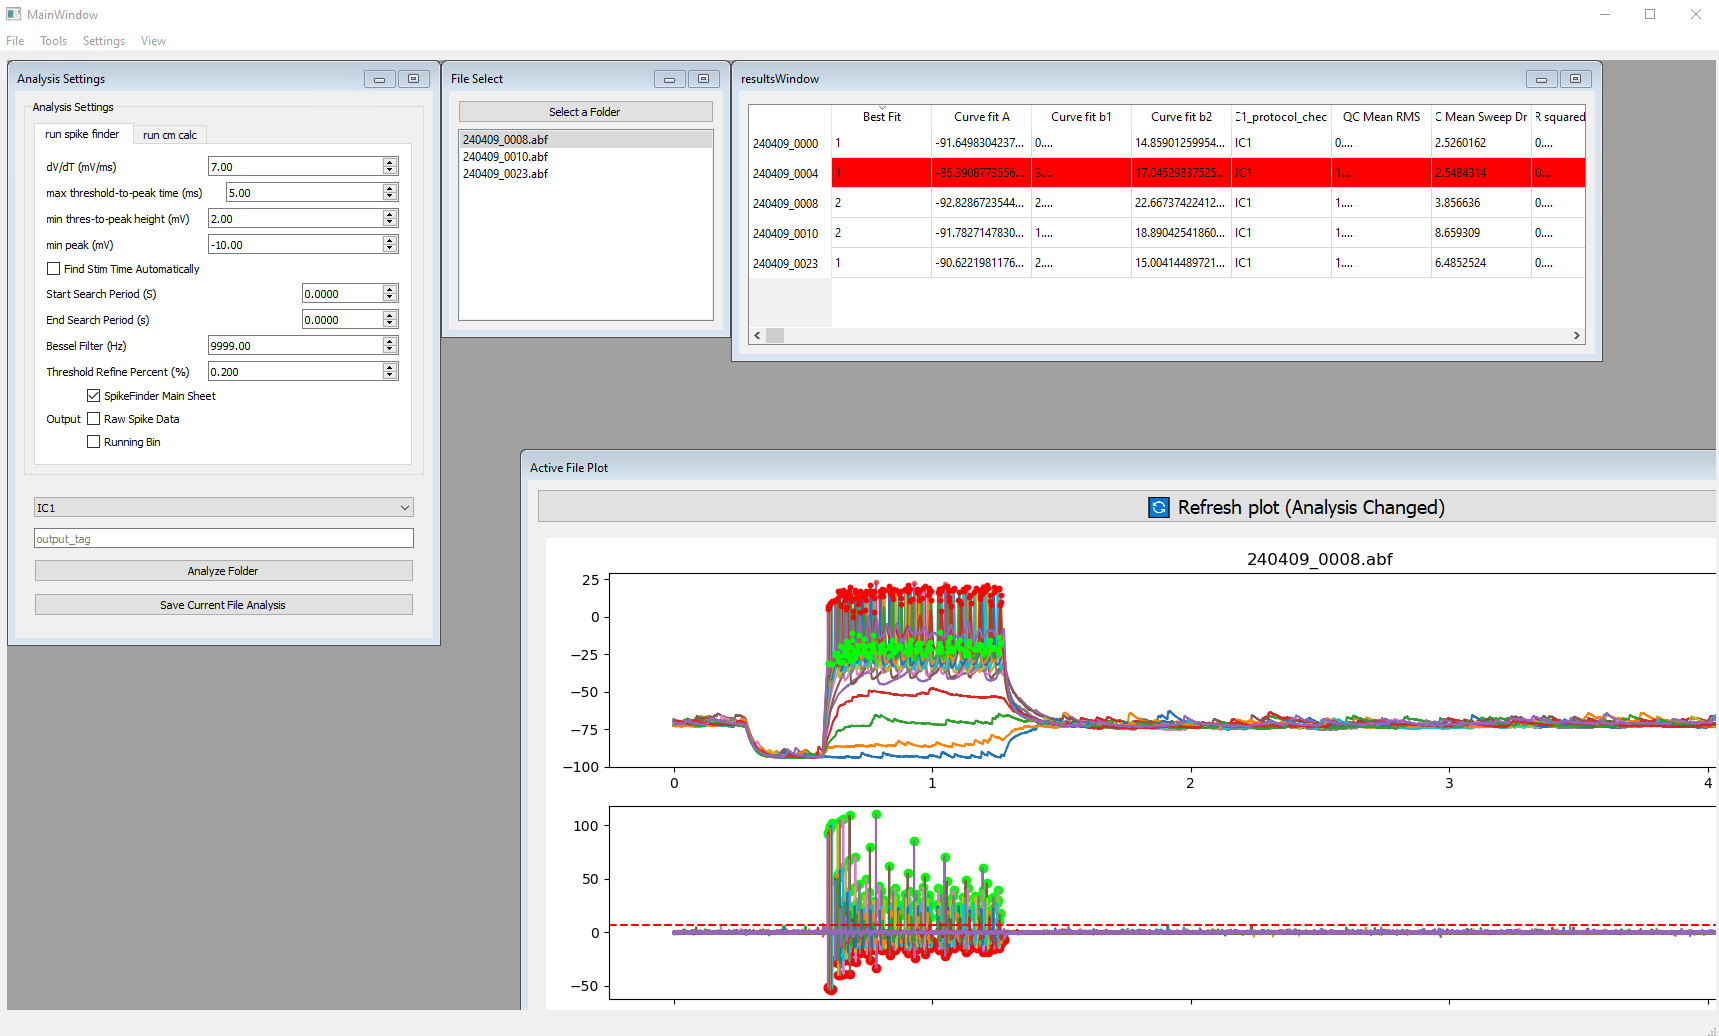 MainWindow
File Tools Settings View
Analysis Settings
Analysis Settings
run spike finder run cm calc
dV/dT (mV/ms) 7.00
max threshold-to-peak time (ms) 5.00
min thres-to-peak height (mV) 2.00
min peak (mV) -10.00
Find Stim Time Automatically
Start Search Period (S) 0.0000
End Search Period (s) 0.0000
Bessel Filter (Hz) 9999.00
Threshold Refine Percent (%) 0.200
SpikeFinder Main Sheet
Output Raw Spike Data
Running Bin
IC1
output_tag
Analyze Folder
Save Current File Analysis
File Select
Select a Folder
240409_0008.abf
240409_0010.abf
240409_0023.abf
resultsWindow
Best Fit Curve fit A Curve fit b1 Curve fit b2 C1_protocol_chec QC Mean RMS C Mean Sweep Dr R squared
240409_0000 1 -91.6498304237... 0.... 14.85901259954... IC1 0.... 2.5260162 0....
240409_0004 1 -86.3908773556... 3.... 17.04529837525... IC1 1.... 2.5484314 0....
240409_0008 2 -92.8286723544... 2.... 22.66737422412... IC1 1.... 3.856636 0....
240409_0010 2 -91.7827147830... 1.... 18.89042541860... IC1 1.... 8.659309 0....
240409_0023 1 -90.6221981176... 2.... 15.00414489721... IC1 1.... 6.4852524 0....
Active File Plot
Refresh plot (Analysis Changed)
240409_0008.abf
25
0
−25
−50
−75
−100
0 1 2 3 4
100
50
0
−50